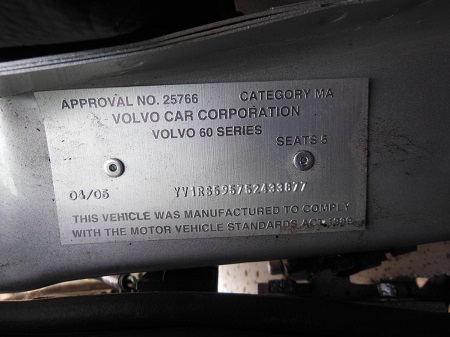 APPROVAL NO. 25766 CATEGORY MA
VOLVO CAR CORPORATION
VOLVO 60 SERIES
SEATS 5
04/05 YV1RS595752433877
THIS VEHICLE WAS MANUFACTURED TO COMPLY
WITH THE MOTOR VEHICLE STANDARDS ACT 1989